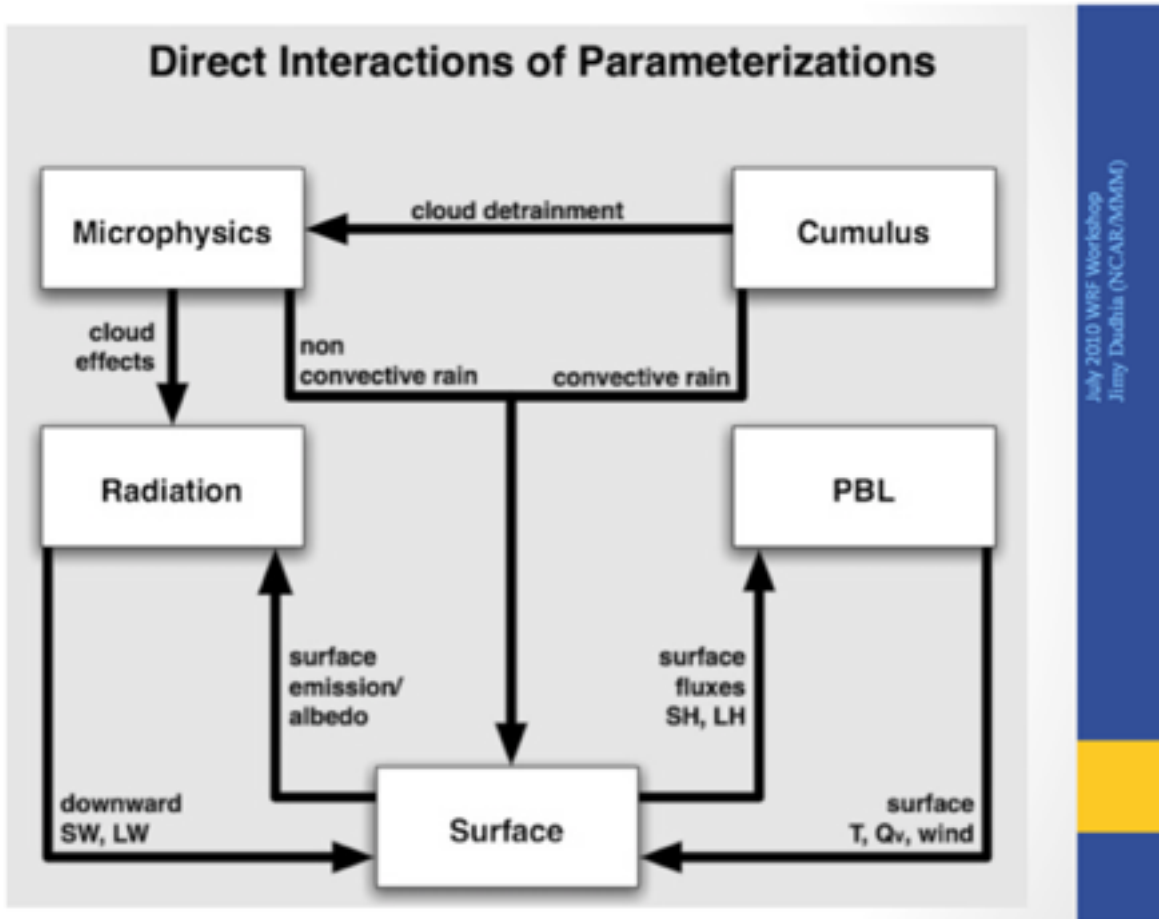 Direct Interactions of Parameterizations
Microphysics
cloud detrainment
Cumulus
cloud
effects
non
convective rain
convective rain
Radiation
PBL
surface
emission/
albedo
surface
fluxes
SH, LH
downward
SW, LW
Surface
surface
T, Qv, wind
July 2010 WRF Workshop
Jimy Dudhia (NCAR/MMM)